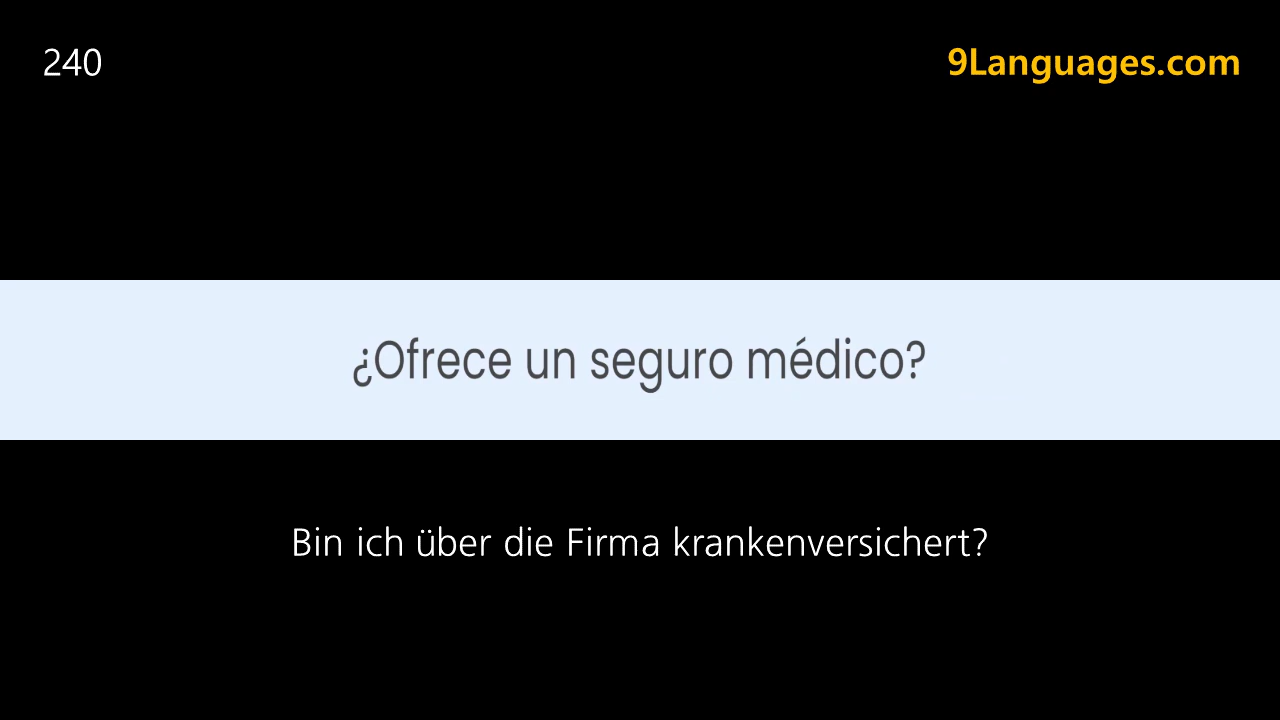 240
9Languages.com
¿Ofrece un seguro médico?
Bin ich über die Firma krankenversichert?